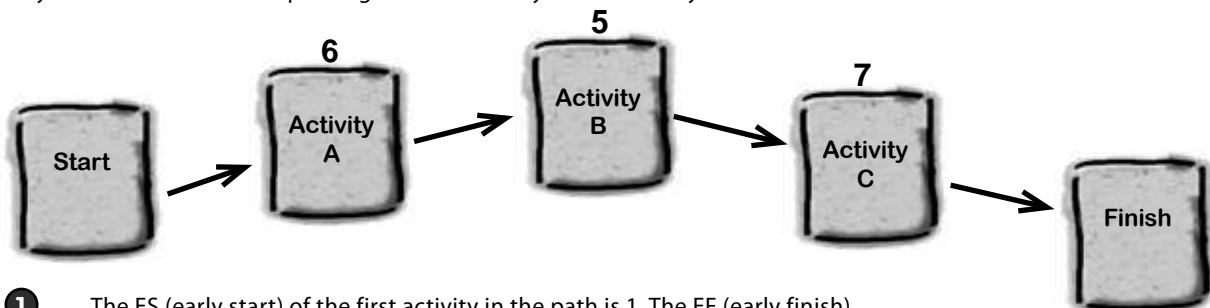 Start
6
Activity
A
5
Activity
B
7
Activity
C
Finish
1 The ES (early start) of the first activity in the path is 1. The EF (early finish)